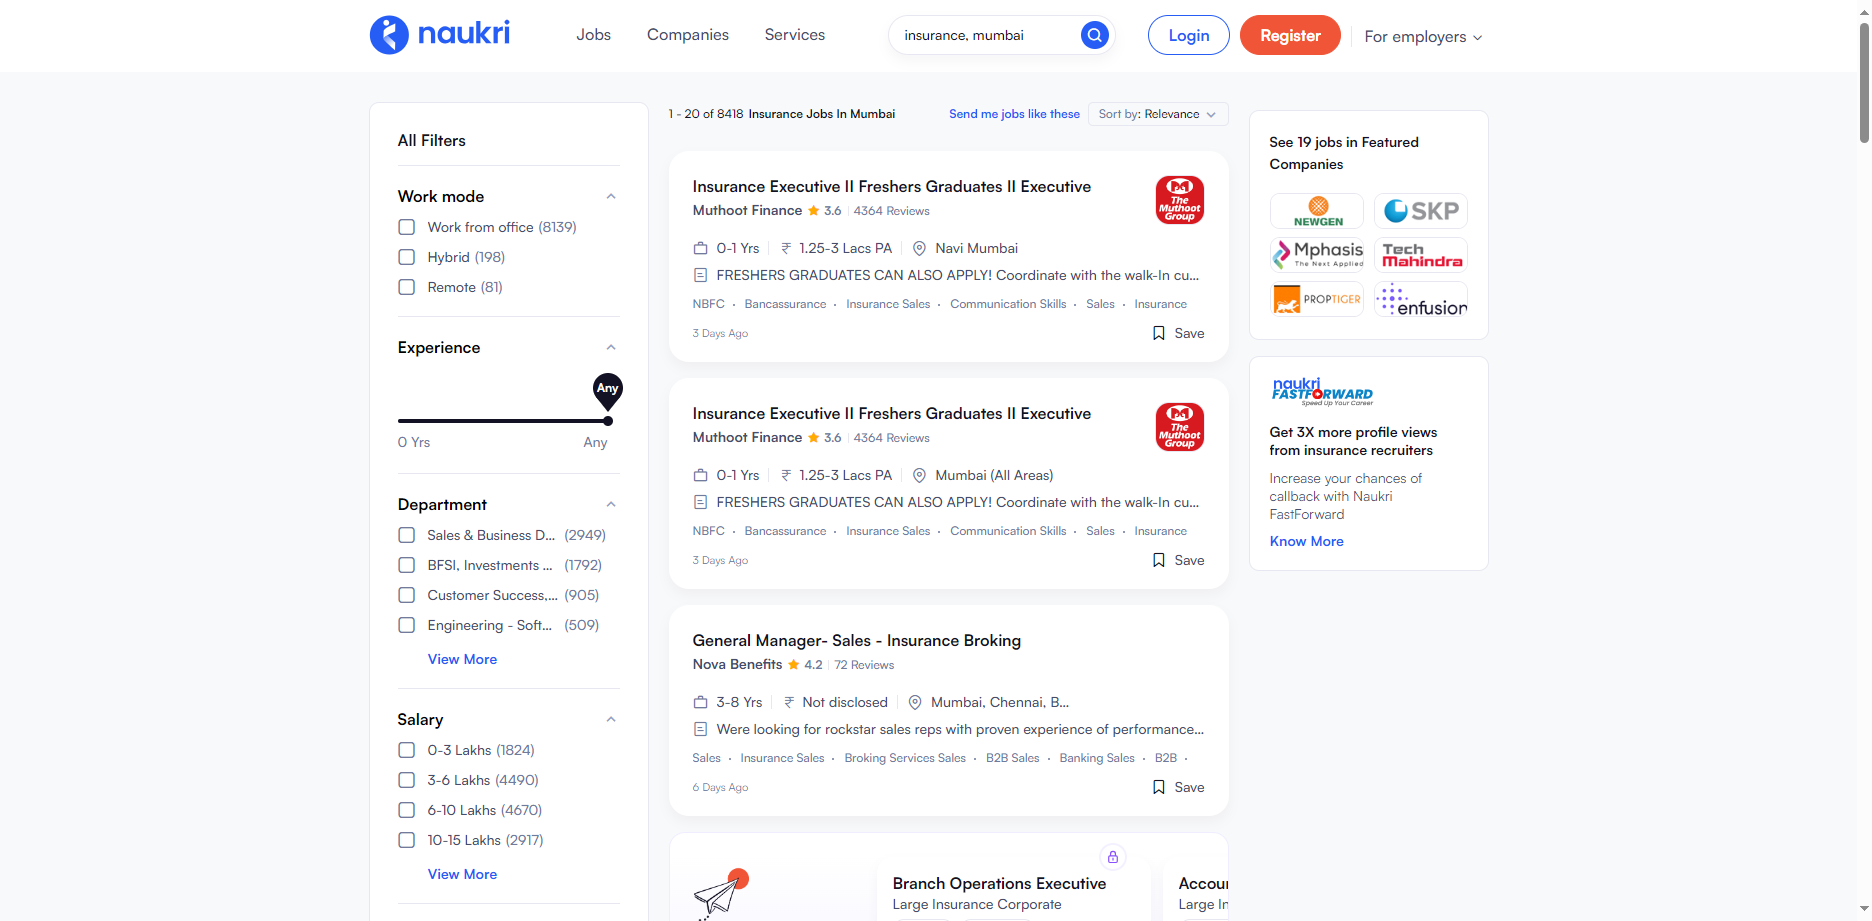 naukri
Jobs
Companies
Services
insurance, mumbai
Login
Register
For employers
All Filters
Work mode
Work from office (8139)
Hybrid (198)
Remote (81)
Experience
Any
0 Yrs
Any
Department
Sales & Business D... (2949)
BFSI, Investments ... (1792)
Customer Success,... (905)
Engineering - Soft... (509)
View More
Salary
0-3 Lakhs (1824)
3-6 Lakhs (4490)
6-10 Lakhs (4670)
10-15 Lakhs (2917)
View More
1 - 20 of 8418 Insurance Jobs In Mumbai
Send me jobs like these
Sort by: Relevance
Insurance Executive II Freshers Graduates II Executive
Muthoot Finance 3.6 4364 Reviews
The
Muthoot
Group
0-1 Yrs ₹ 1.25-3 Lacs PA Navi Mumbai
FRESHERS GRADUATES CAN ALSO APPLY! Coordinate with the walk-In cu...
NBFC · Bancassurance · Insurance Sales · Communication Skills · Sales · Insurance
3 Days Ago
Save
Insurance Executive II Freshers Graduates II Executive
Muthoot Finance 3.6 4364 Reviews
The
Muthoot
Group
0-1 Yrs ₹ 1.25-3 Lacs PA Mumbai (All Areas)
FRESHERS GRADUATES CAN ALSO APPLY! Coordinate with the walk-In cu...
NBFC · Bancassurance · Insurance Sales · Communication Skills · Sales · Insurance
3 Days Ago
Save
General Manager- Sales - Insurance Broking
Nova Benefits 4.2 72 Reviews
3-8 Yrs ₹ Not disclosed Mumbai, Chennai, B...
Were looking for rockstar sales reps with proven experience of performance...
Sales · Insurance Sales · Broking Services Sales · B2B Sales · Banking Sales · B2B ·
6 Days Ago
Save
Branch Operations Executive
Large Insurance Corporate
Accou
Large In
See 19 jobs in Featured
Companies
NEWGEN
SKP
Mphasis
The Next Applied
Tech
Mahindra
PROPTIGER
enfusion
naukri
FASTFORWARD
Speed Up Your Career
Get 3X more profile views
from insurance recruiters
Increase your chances of
callback with Naukri
FastForward
Know More